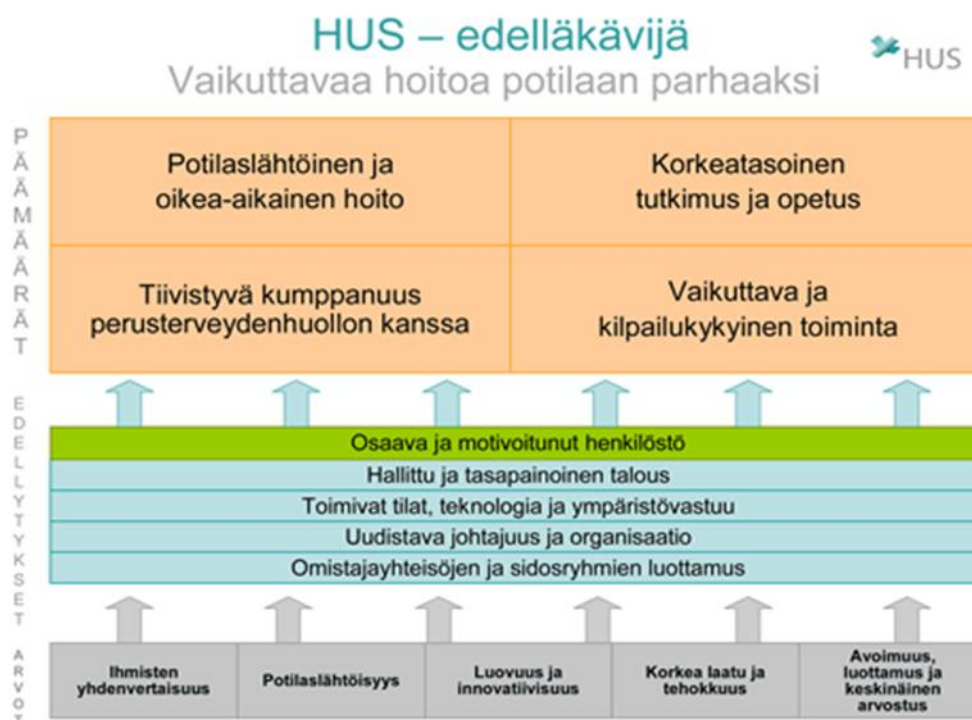 HUS – edelläkävijä
HUS
Vaikuttavaa hoitoa potilaan parhaaksi
PÄÄMÄÄRÄT
Potilaslähtöinen ja
oikea-aikainen hoito
Korkeatasoinen
tutkimus ja opetus
Tiivistyvä kumppanuus
perusterveydenhuollon kanssa
Vaikuttava ja
kilpailukykyinen toiminta
EDELLYTYKSET
Osaava ja motivoitunut henkilöstö
Hallittu ja tasapainoinen talous
Toimivat tilat, teknologia ja ympäristövastuu
Uudistava johtajuus ja organisaatio
Omistajayhteisöjen ja sidosryhmien luottamus
ARVOT
Ihmisten
yhdenvertaisuus
Potilaslähtöisyys
Luovuus ja
innovatiivisuus
Korkea laatu ja
tehokkuus
Avoimuus,
luottamus ja
keskinäinen
arvostus